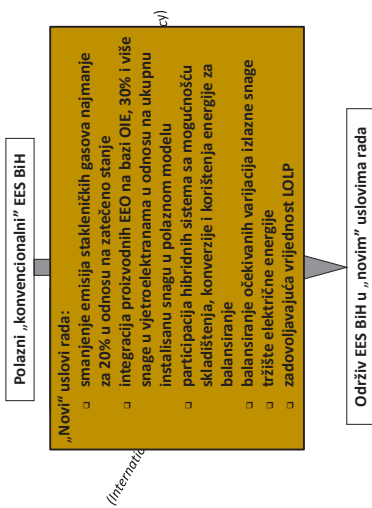 Polazni „konvencionalni" EES BiH
„Novi" uslovi rada:
smanjenje emisija stakleničkih gasova najmanje
za 20% u odnosu na zatečeno stanje
integracija proizvodnih EEO na bazi OIE, 30% i više
snage u vjetroelektranama u odnosu na ukupnu
instalisanu snagu u polaznom modelu
participacija hibridnih sistema sa mogućnošću
skladištenja, konverzije i korištenja energije za
balansiranje
balansiranje očekivanih varijacija izlazne snage
tržište električne energije
zadovoljavajuća vrijednost LOLP
Održiv EES BiH u „novim" uslovima rada